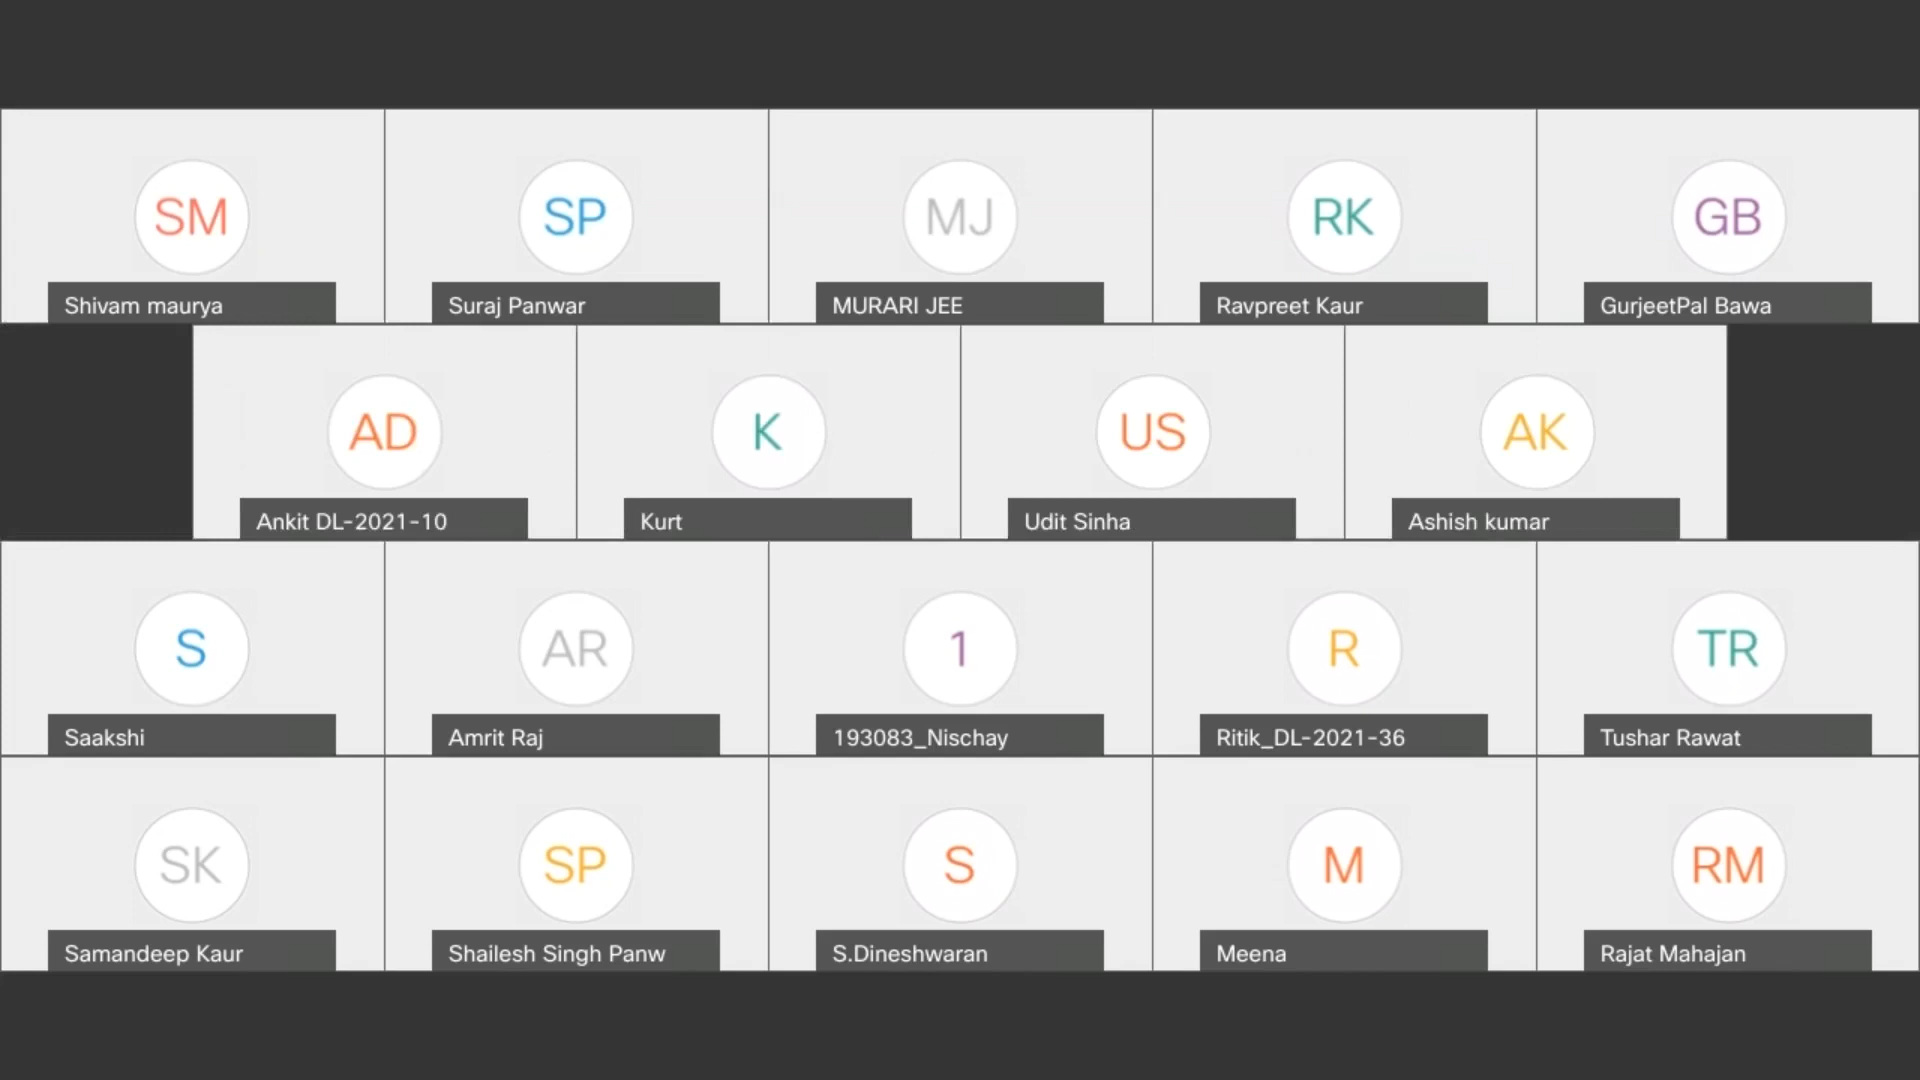 SM
SP
MJ
RK
GB
Shivam maurya
Suraj Panwar
MURARI JEE
Ravpreet Kaur
GurjeetPal Bawa
AD
K
US
AK
Ankit DL-2021-10
Kurt
Udit Sinha
Ashish kumar
S
AR
1
R
TR
Saakshi
Amrit Raj
193083_Nischay
Ritik_DL-2021-36
Tushar Rawat
SK
SP
S
M
RM
Samandeep Kaur
Shailesh Singh Panw
S.Dineshwaran
Meena
Rajat Mahajan